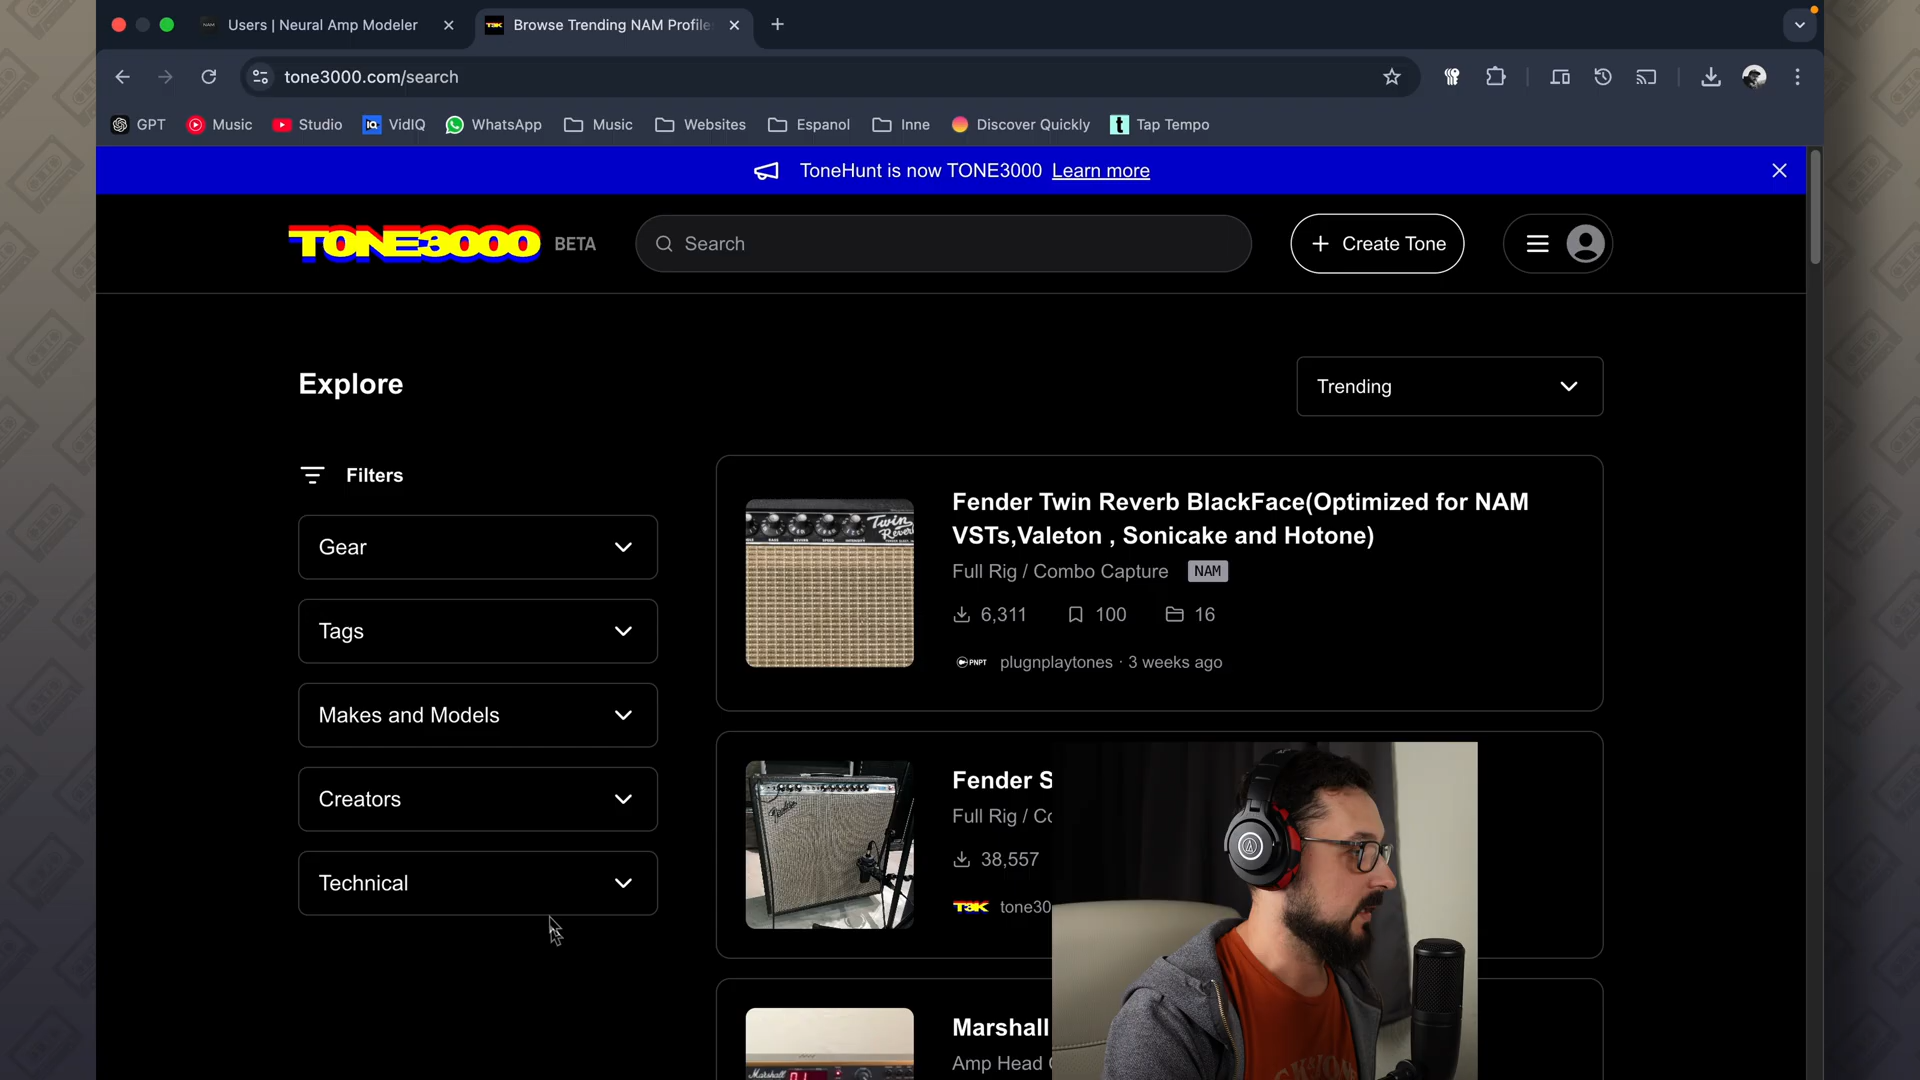 Users | Neural Amp Modeler
Browse Trending NAM Profile
tone3000.com/search
GPT
Music
Studio
VidIQ
WhatsApp
Music
Websites
Espanol
Inne
Discover Quickly
Tap Tempo
ToneHunt is now TONE3000 Learn more
TONE3000 BETA
Search
+ Create Tone
Explore
Trending
Filters
Gear
Tags
Makes and Models
Creators
Technical
Twin
Fender Twin Reverb BlackFace(Optimized for NAM
VSTs,Valeton , Sonicake and Hotone)
Full Rig / Combo Capture NAM
6,311 100 16
PNPT plugnplaytones · 3 weeks ago
Fender
Fender S
Full Rig / Co
38,557
T3K tone30
Marshall
Marshall
Amp Head